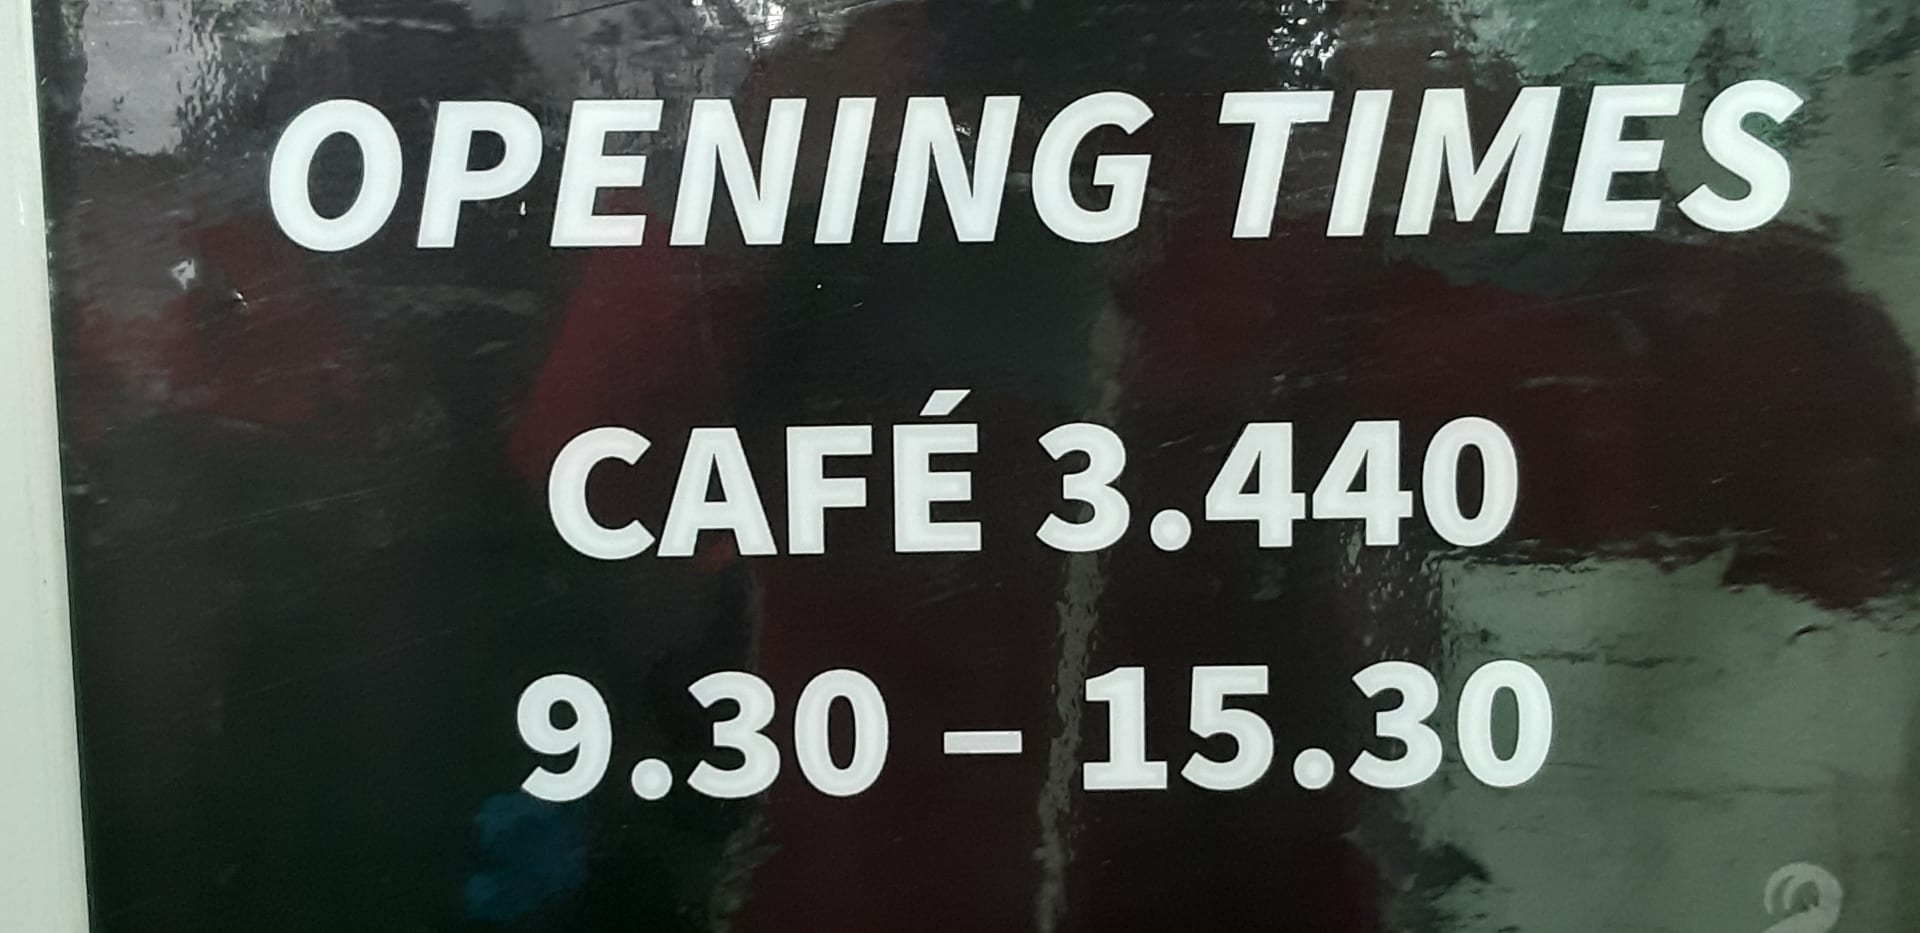 OPENING TIMES
CAFÉ 3.440
9.30 – 15.30